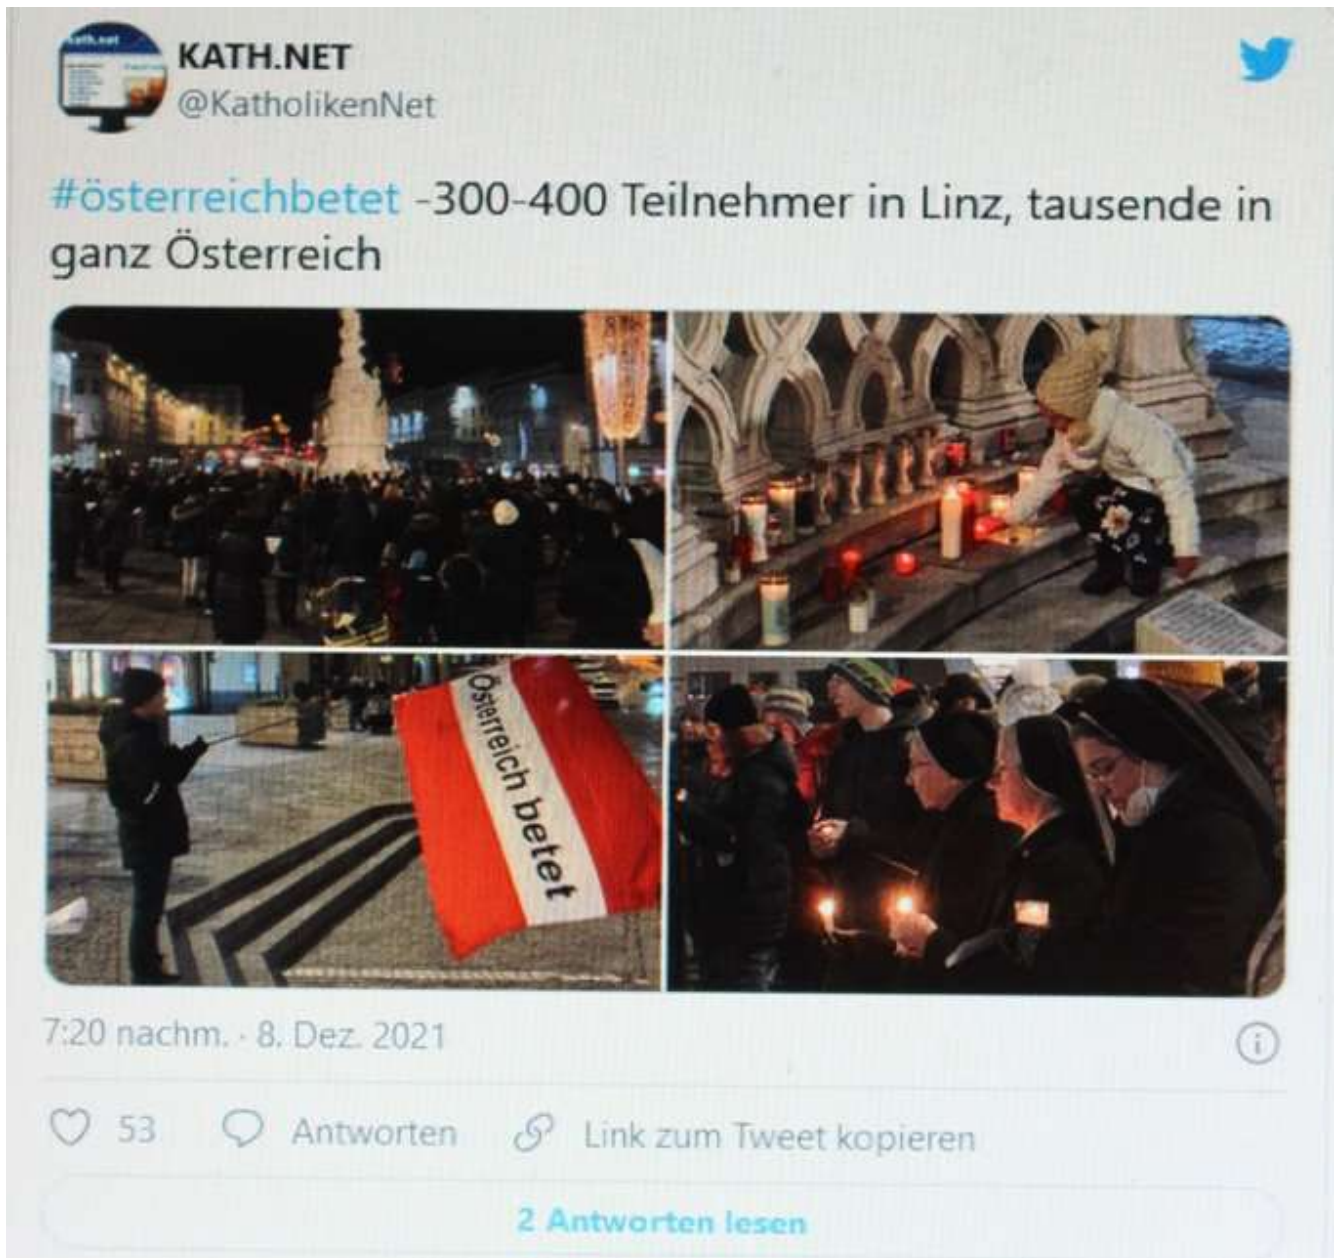 KATH.NET
@KatholikenNet
#österreichbetet -300-400 Teilnehmer in Linz, tausende in
ganz Österreich
Österreich betet
7:20 nachm. · 8. Dez. 2021
53
Antworten
Link zum Tweet kopieren
2 Antworten lesen